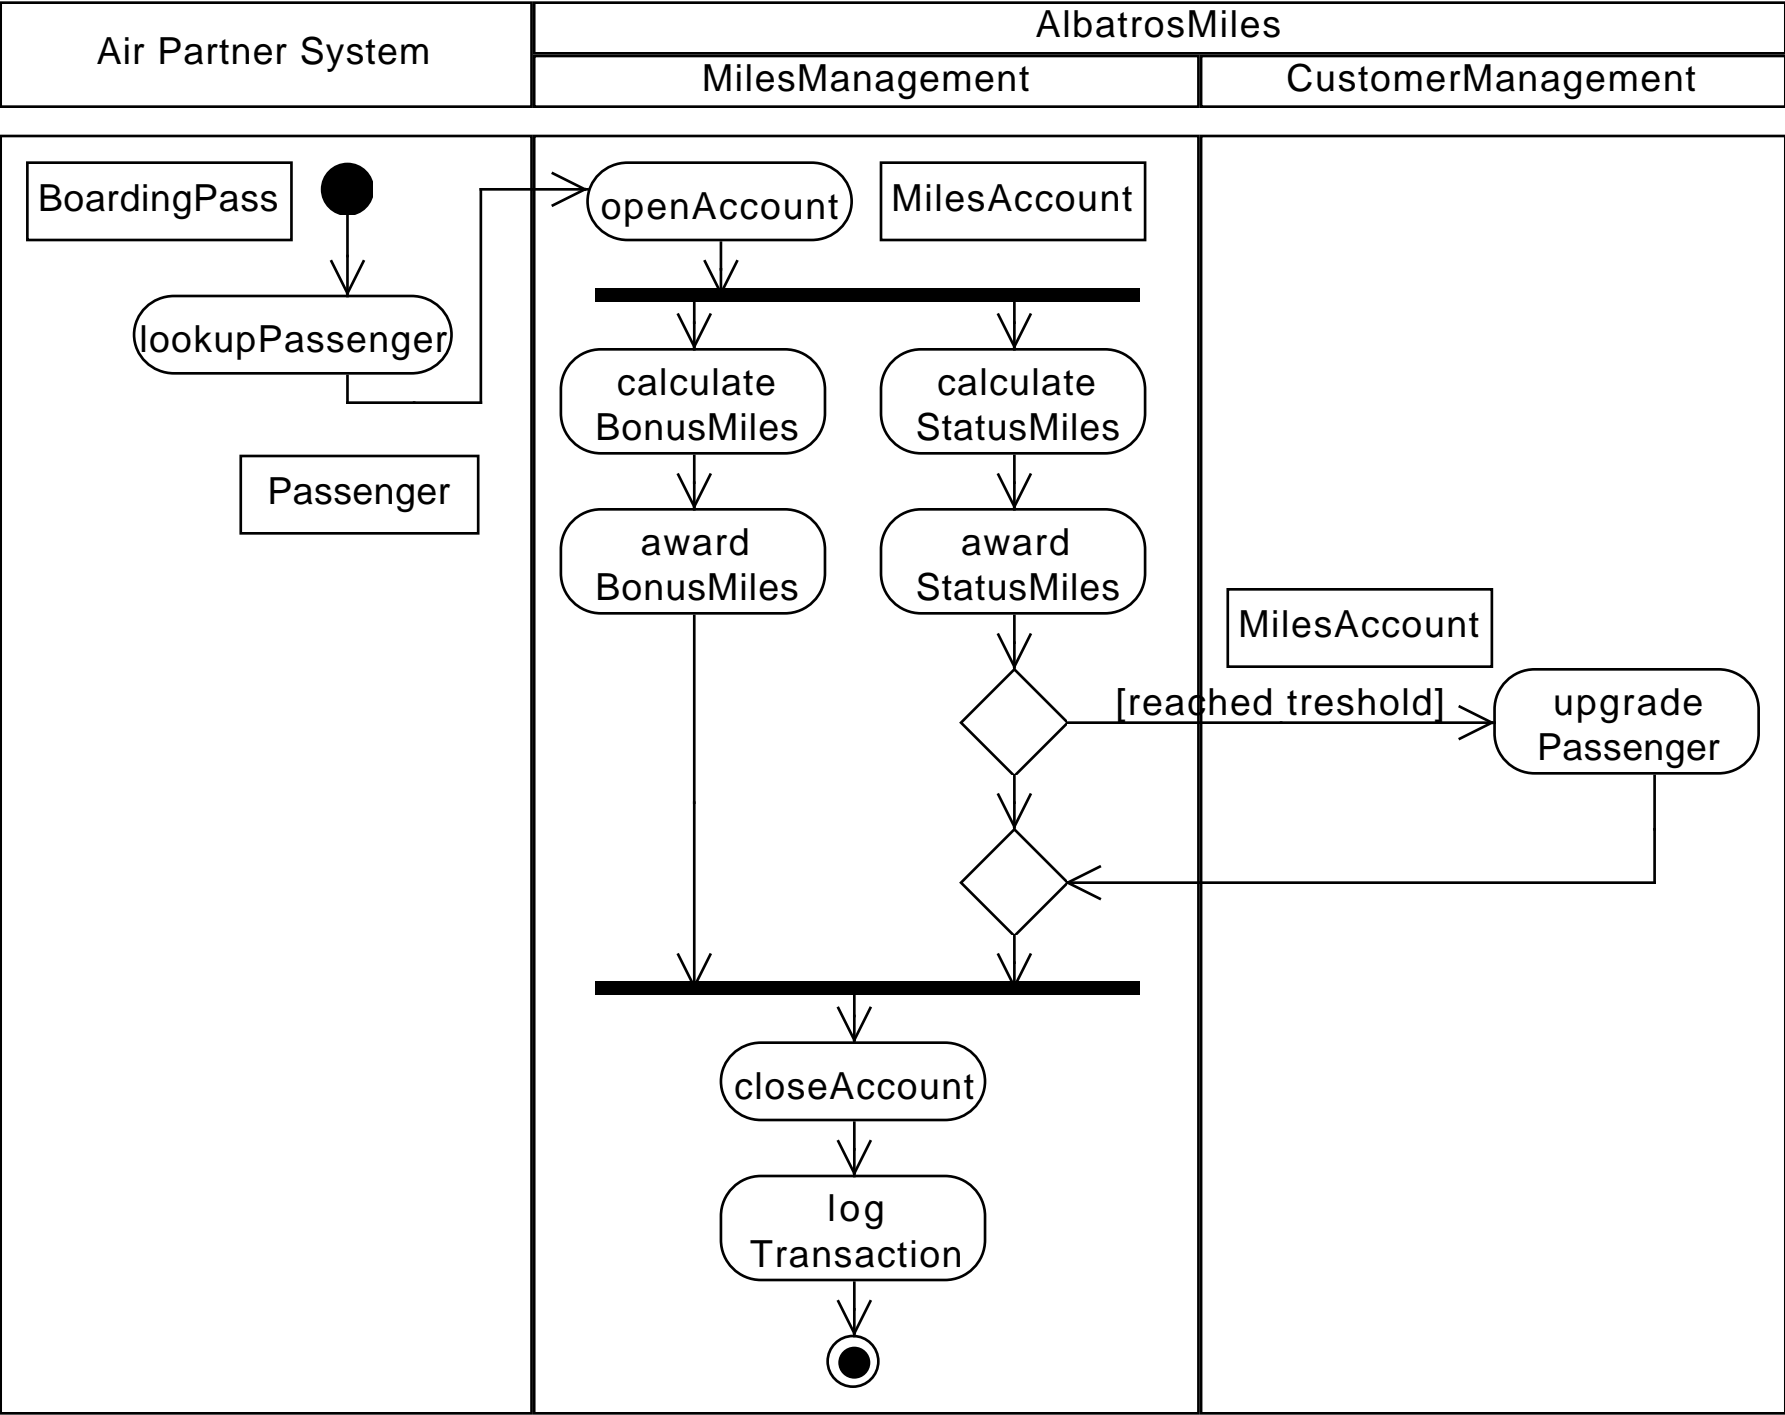 Air Partner System
AlbatrosMiles
MilesManagement
CustomerManagement
BoardingPass
openAccount
MilesAccount
lookupPassenger
calculate
BonusMiles
calculate
StatusMiles
Passenger
award
BonusMiles
award
StatusMiles
MilesAccount
[reached treshold]
upgrade
Passenger
closeAccount
log
Transaction